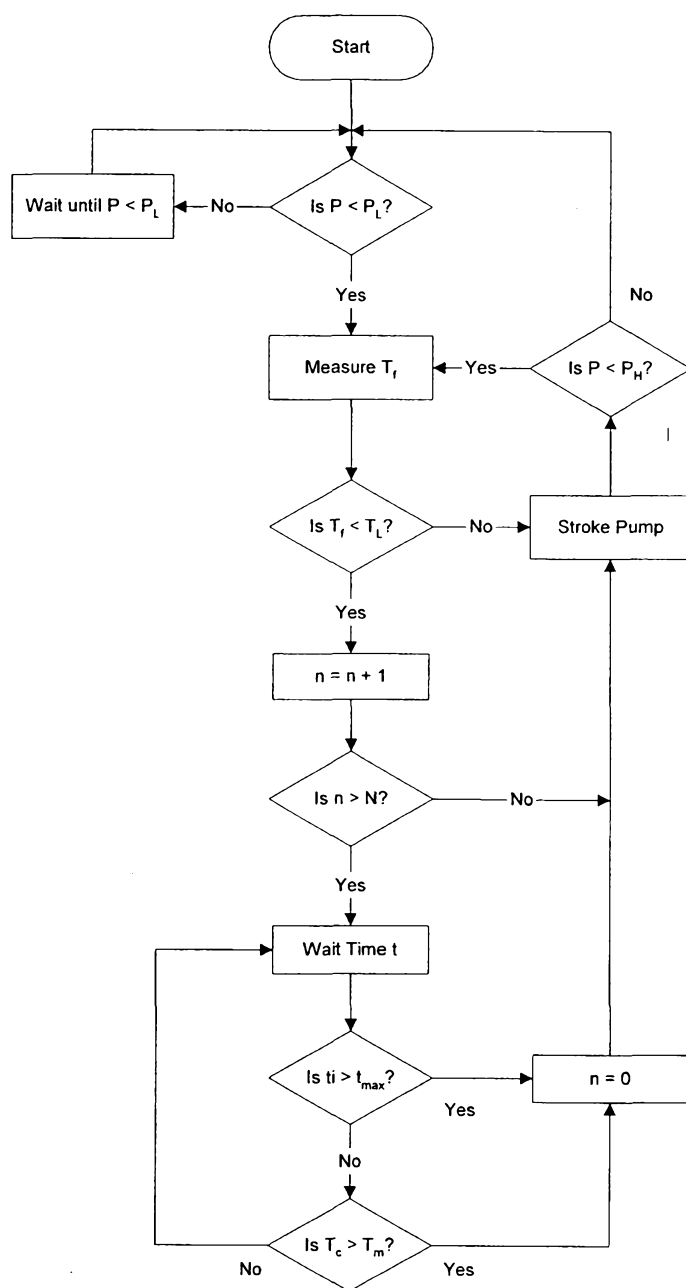 Start
Wait until P < P_L
No
Is P < P_L?
Yes
No
Measure T_f
Yes
Is P < P_H?
Is T_f < T_L?
No
Stroke Pump
Yes
n = n + 1
Is n > N?
No
Yes
Wait Time t
Is ti > t_max?
Yes
n = 0
No
Is T_c > T_m?
No
Yes